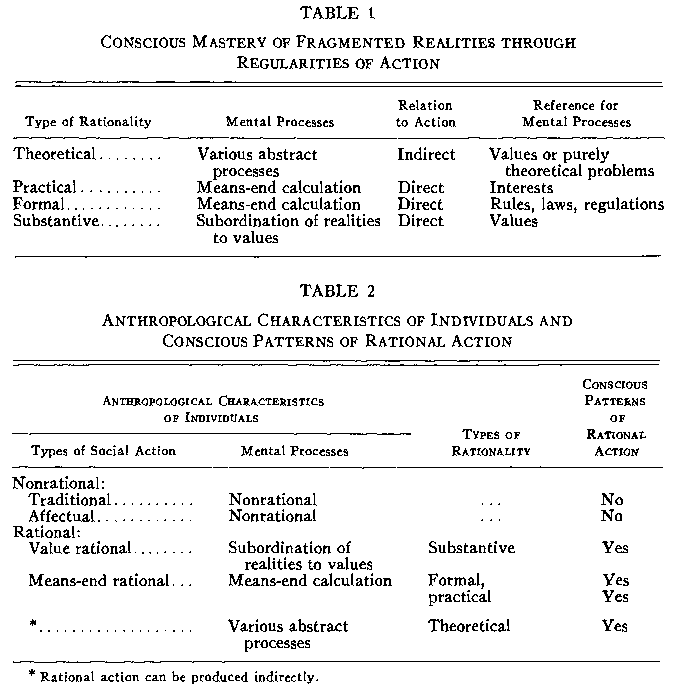 TABLE 1
CONSCIOUS MASTERY OF FRAGMENTED REALITIES THROUGH
REGULARITIES OF ACTION
Type of Rationality Mental Processes Relation to Action Reference for Mental Processes
Theoretical........ Various abstract processes Indirect Values or purely theoretical problems
Practical.......... Means-end calculation Direct Interests
Formal............ Means-end calculation Direct Rules, laws, regulations
Substantive........ Subordination of realities to values Direct Values
TABLE 2
ANTHROPOLOGICAL CHARACTERISTICS OF INDIVIDUALS AND
CONSCIOUS PATTERNS OF RATIONAL ACTION
ANTHROPOLOGICAL CHARACTERISTICS
OF INDIVIDUALS
Types of Social Action Mental Processes TYPES OF RATIONALITY CONSCIOUS PATTERNS OF RATIONAL ACTION
Nonrational:
Traditional.......... Nonrational ... No
Affectual............ Nonrational ... No
Rational:
Value rational........ Subordination of realities to values Substantive Yes
Means-end rational... Means-end calculation Formal, Yes
practical Yes
*................... Various abstract processes Theoretical Yes
* Rational action can be produced indirectly.